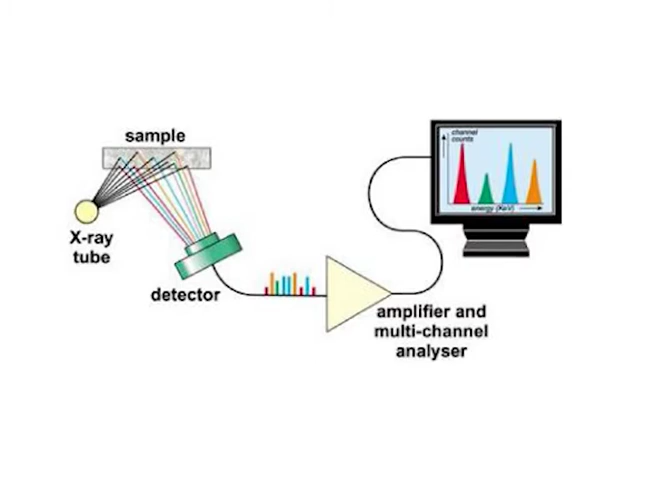 sample
X-ray
tube
detector
amplifier and
multi-channel
analyser
channel
counts
energy (KeV)